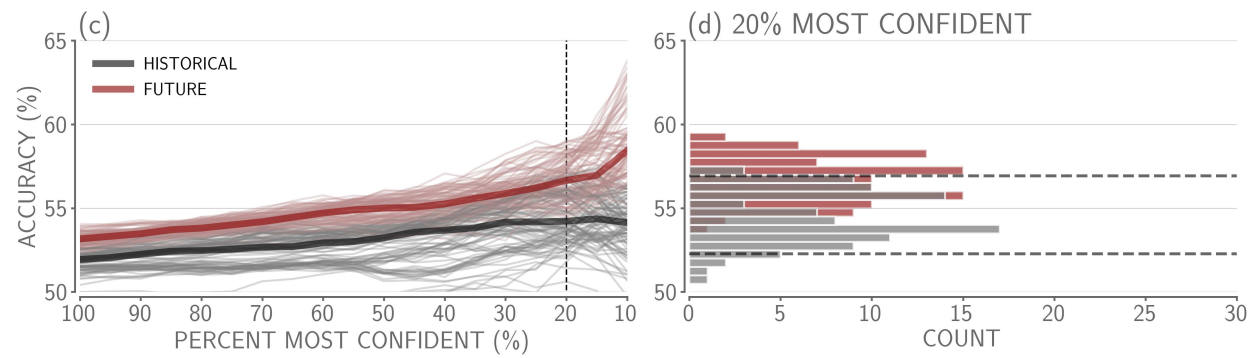 (c)
65
60
55
50
ACCURACY (%)
HISTORICAL
FUTURE
100 90 80 70 60 50 40 30 20 10
PERCENT MOST CONFIDENT (%)
(d) 20% MOST CONFIDENT
65
60
55
50
0 5 10 15 20 25 30
COUNT